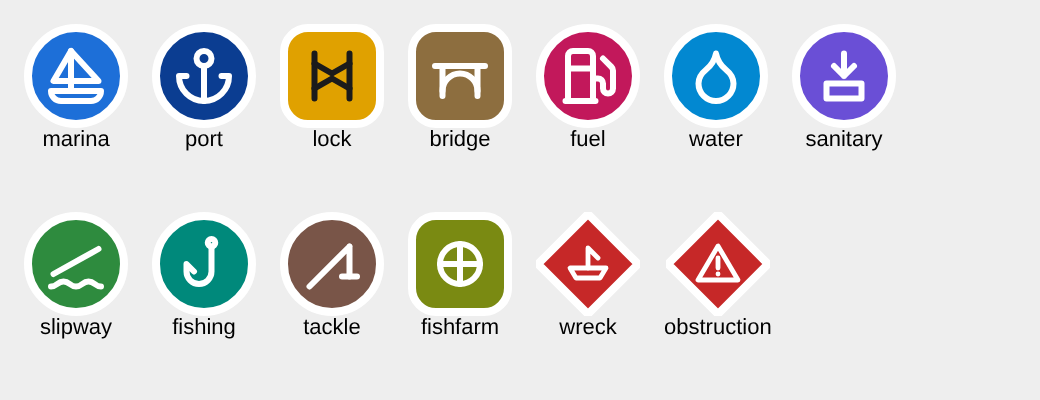 marina port lock bridge fuel water sanitary
slipway fishing tackle fishfarm wreck obstruction